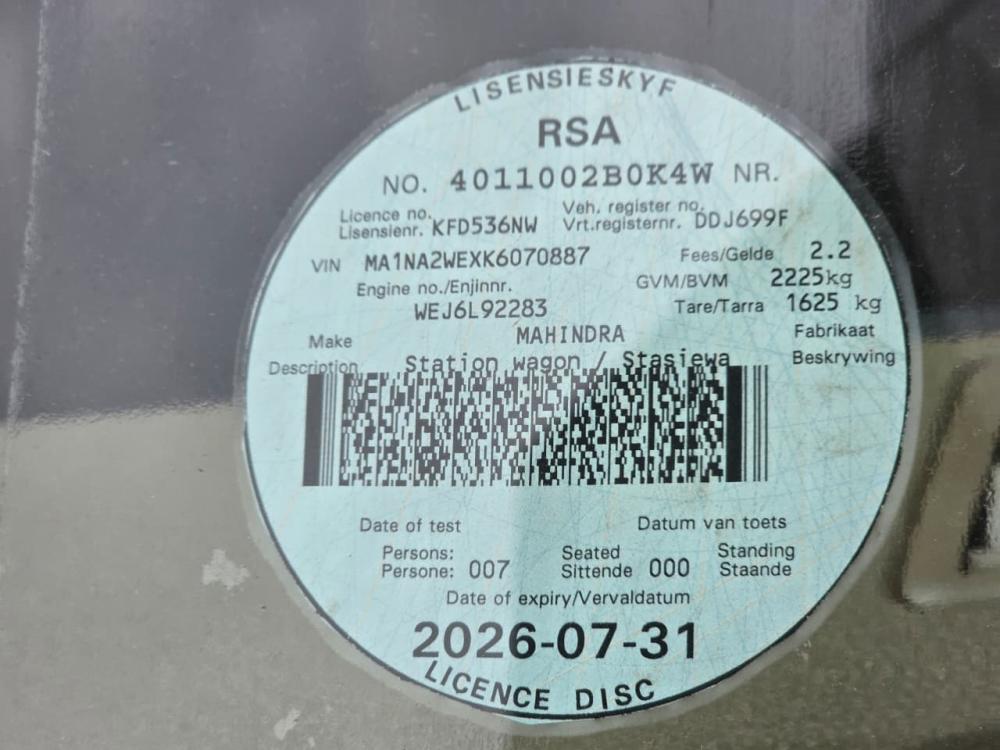 LISENSIESKYF
RSA
NO. 4011002B0K4W NR.
Licence no. Veh. register no.
Lisensienr. KFD536NW Vrt.registernr. DDJ699F
VIN MA1NA2WEXK6070887 Fees/Gelde 2.2
Engine no./Enjinnr. GVM/BVM 2225kg
WEJ6L92283 Tare/Tarra 1625 kg
Make MAHINDRA Fabrikaat
Description Station wagon / Stasiewa Beskrywing
Date of test Datum van toets
Persons: Seated Standing
Persone: 007 Sittende 000 Staande
Date of expiry/Vervaldatum
2026-07-31
LICENCE DISC